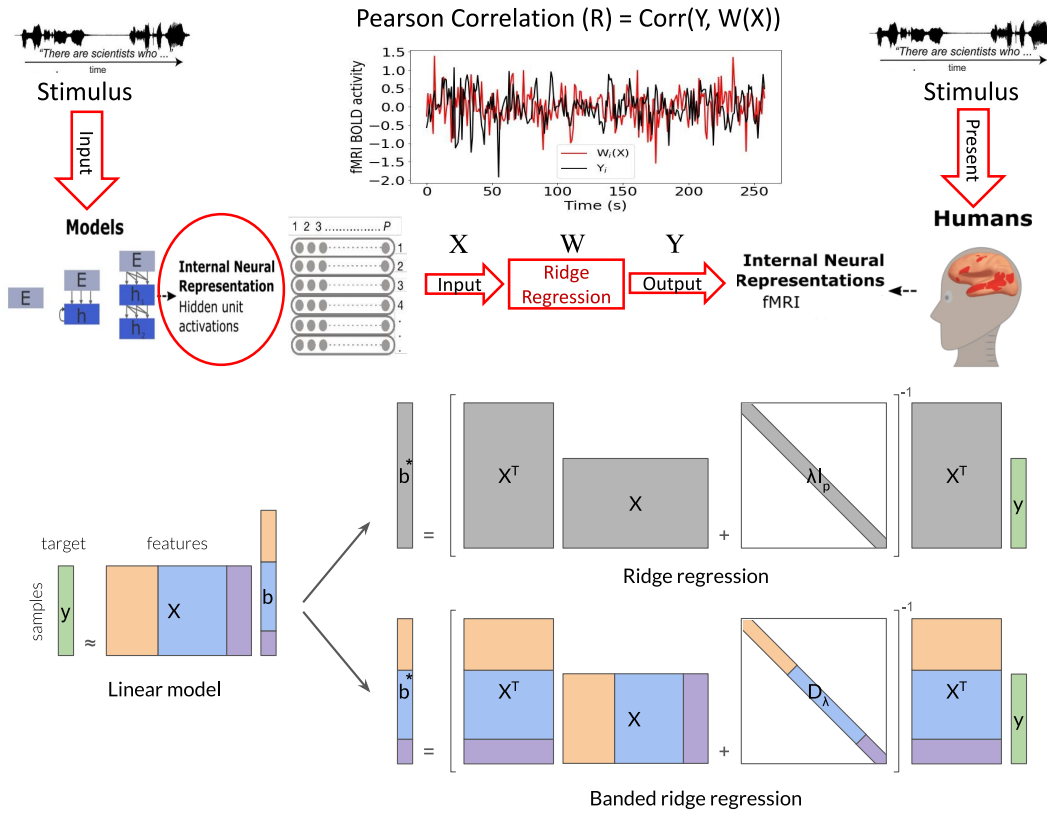 Pearson Correlation (R) = Corr(Y, W(X))
"There are scientists who ..."
time
Stimulus
Input
fMRI BOLD activity
1.5
1.0
0.5
0.0
−0.5
−1.0
−1.5
−2.0
Wᵢ(X)
Yᵢ
0 50 100 150 200 250
Time (s)
"There are scientists who ..."
time
Stimulus
Present
Models
E
E
h
E
h₁
h₂
Internal Neural
Representation
Hidden unit
activations
1 2 3 .............. P
1
2
3
4
.
.
X W Y
Input
Ridge
Regression
Output
Humans
Internal Neural
Representations
fMRI
target features
samples
y ≈ X b
Linear model
b* = [ Xᵀ X + λIₚ ]⁻¹ Xᵀ y
Ridge regression
b* = [ Xᵀ X + D_λ ]⁻¹ Xᵀ y
Banded ridge regression